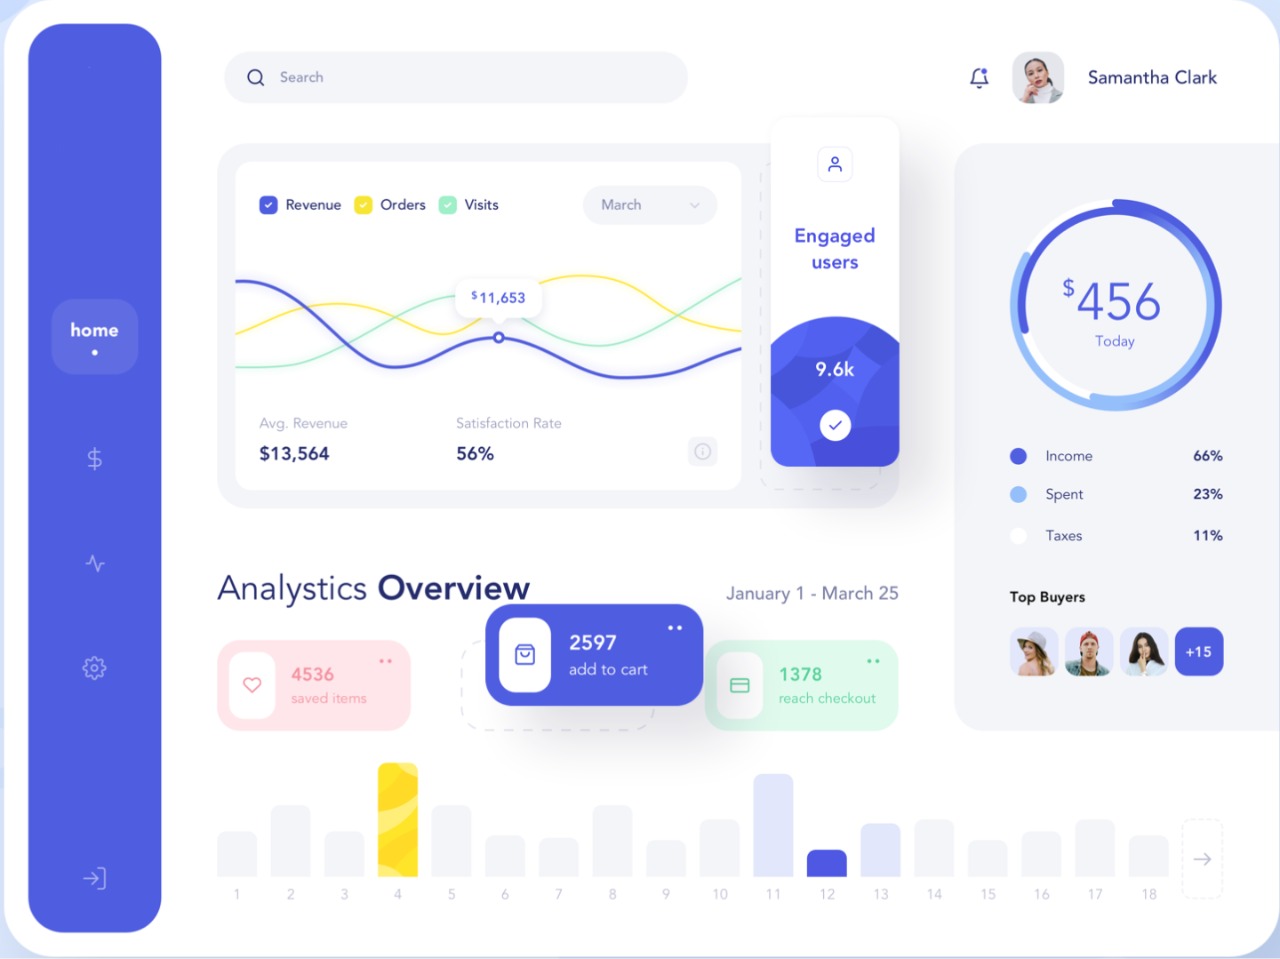 Search
Samantha Clark
home
Revenue
Orders
Visits
March
$11,653
Avg. Revenue
$13,564
Satisfaction Rate
56%
Engaged
users
9.6k
$456
Today
Income 66%
Spent 23%
Taxes 11%
Top Buyers
+15
Analystics Overview
January 1 - March 25
4536
saved items
2597
add to cart
1378
reach checkout
1 2 3 4 5 6 7 8 9 10 11 12 13 14 15 16 17 18